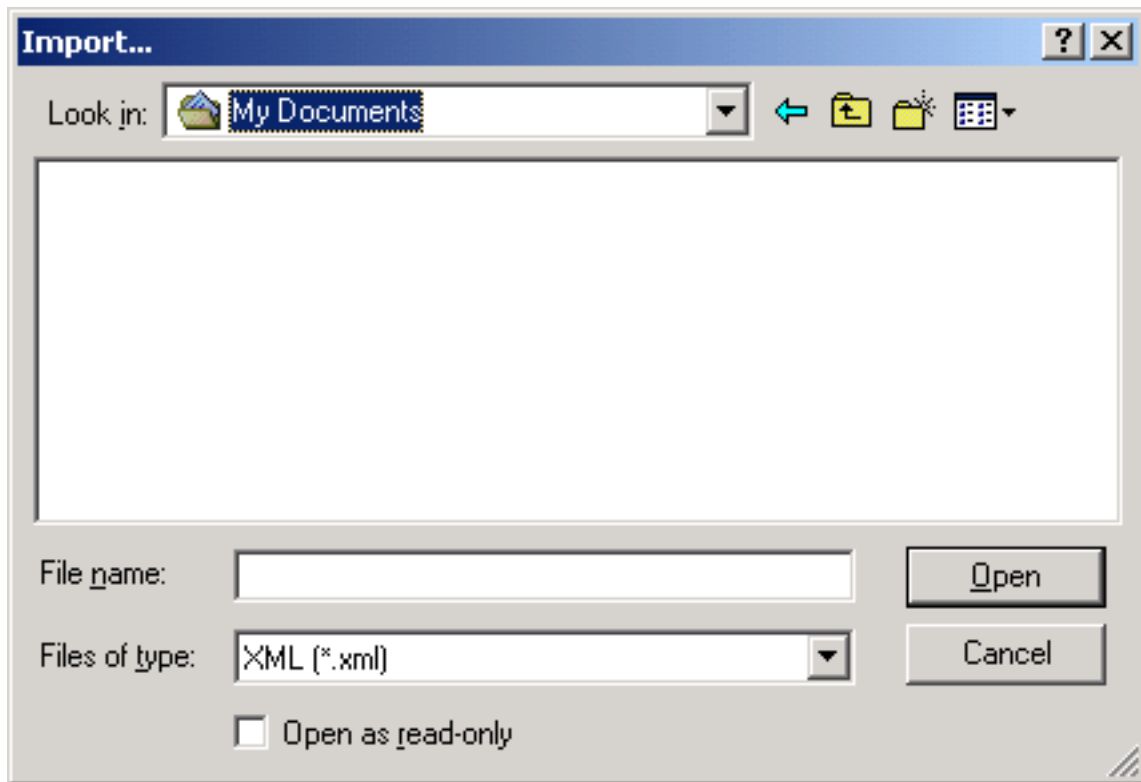 Import...
Look in: My Documents
File name:
Open
Files of type: XML (*.xml)
Cancel
Open as read-only